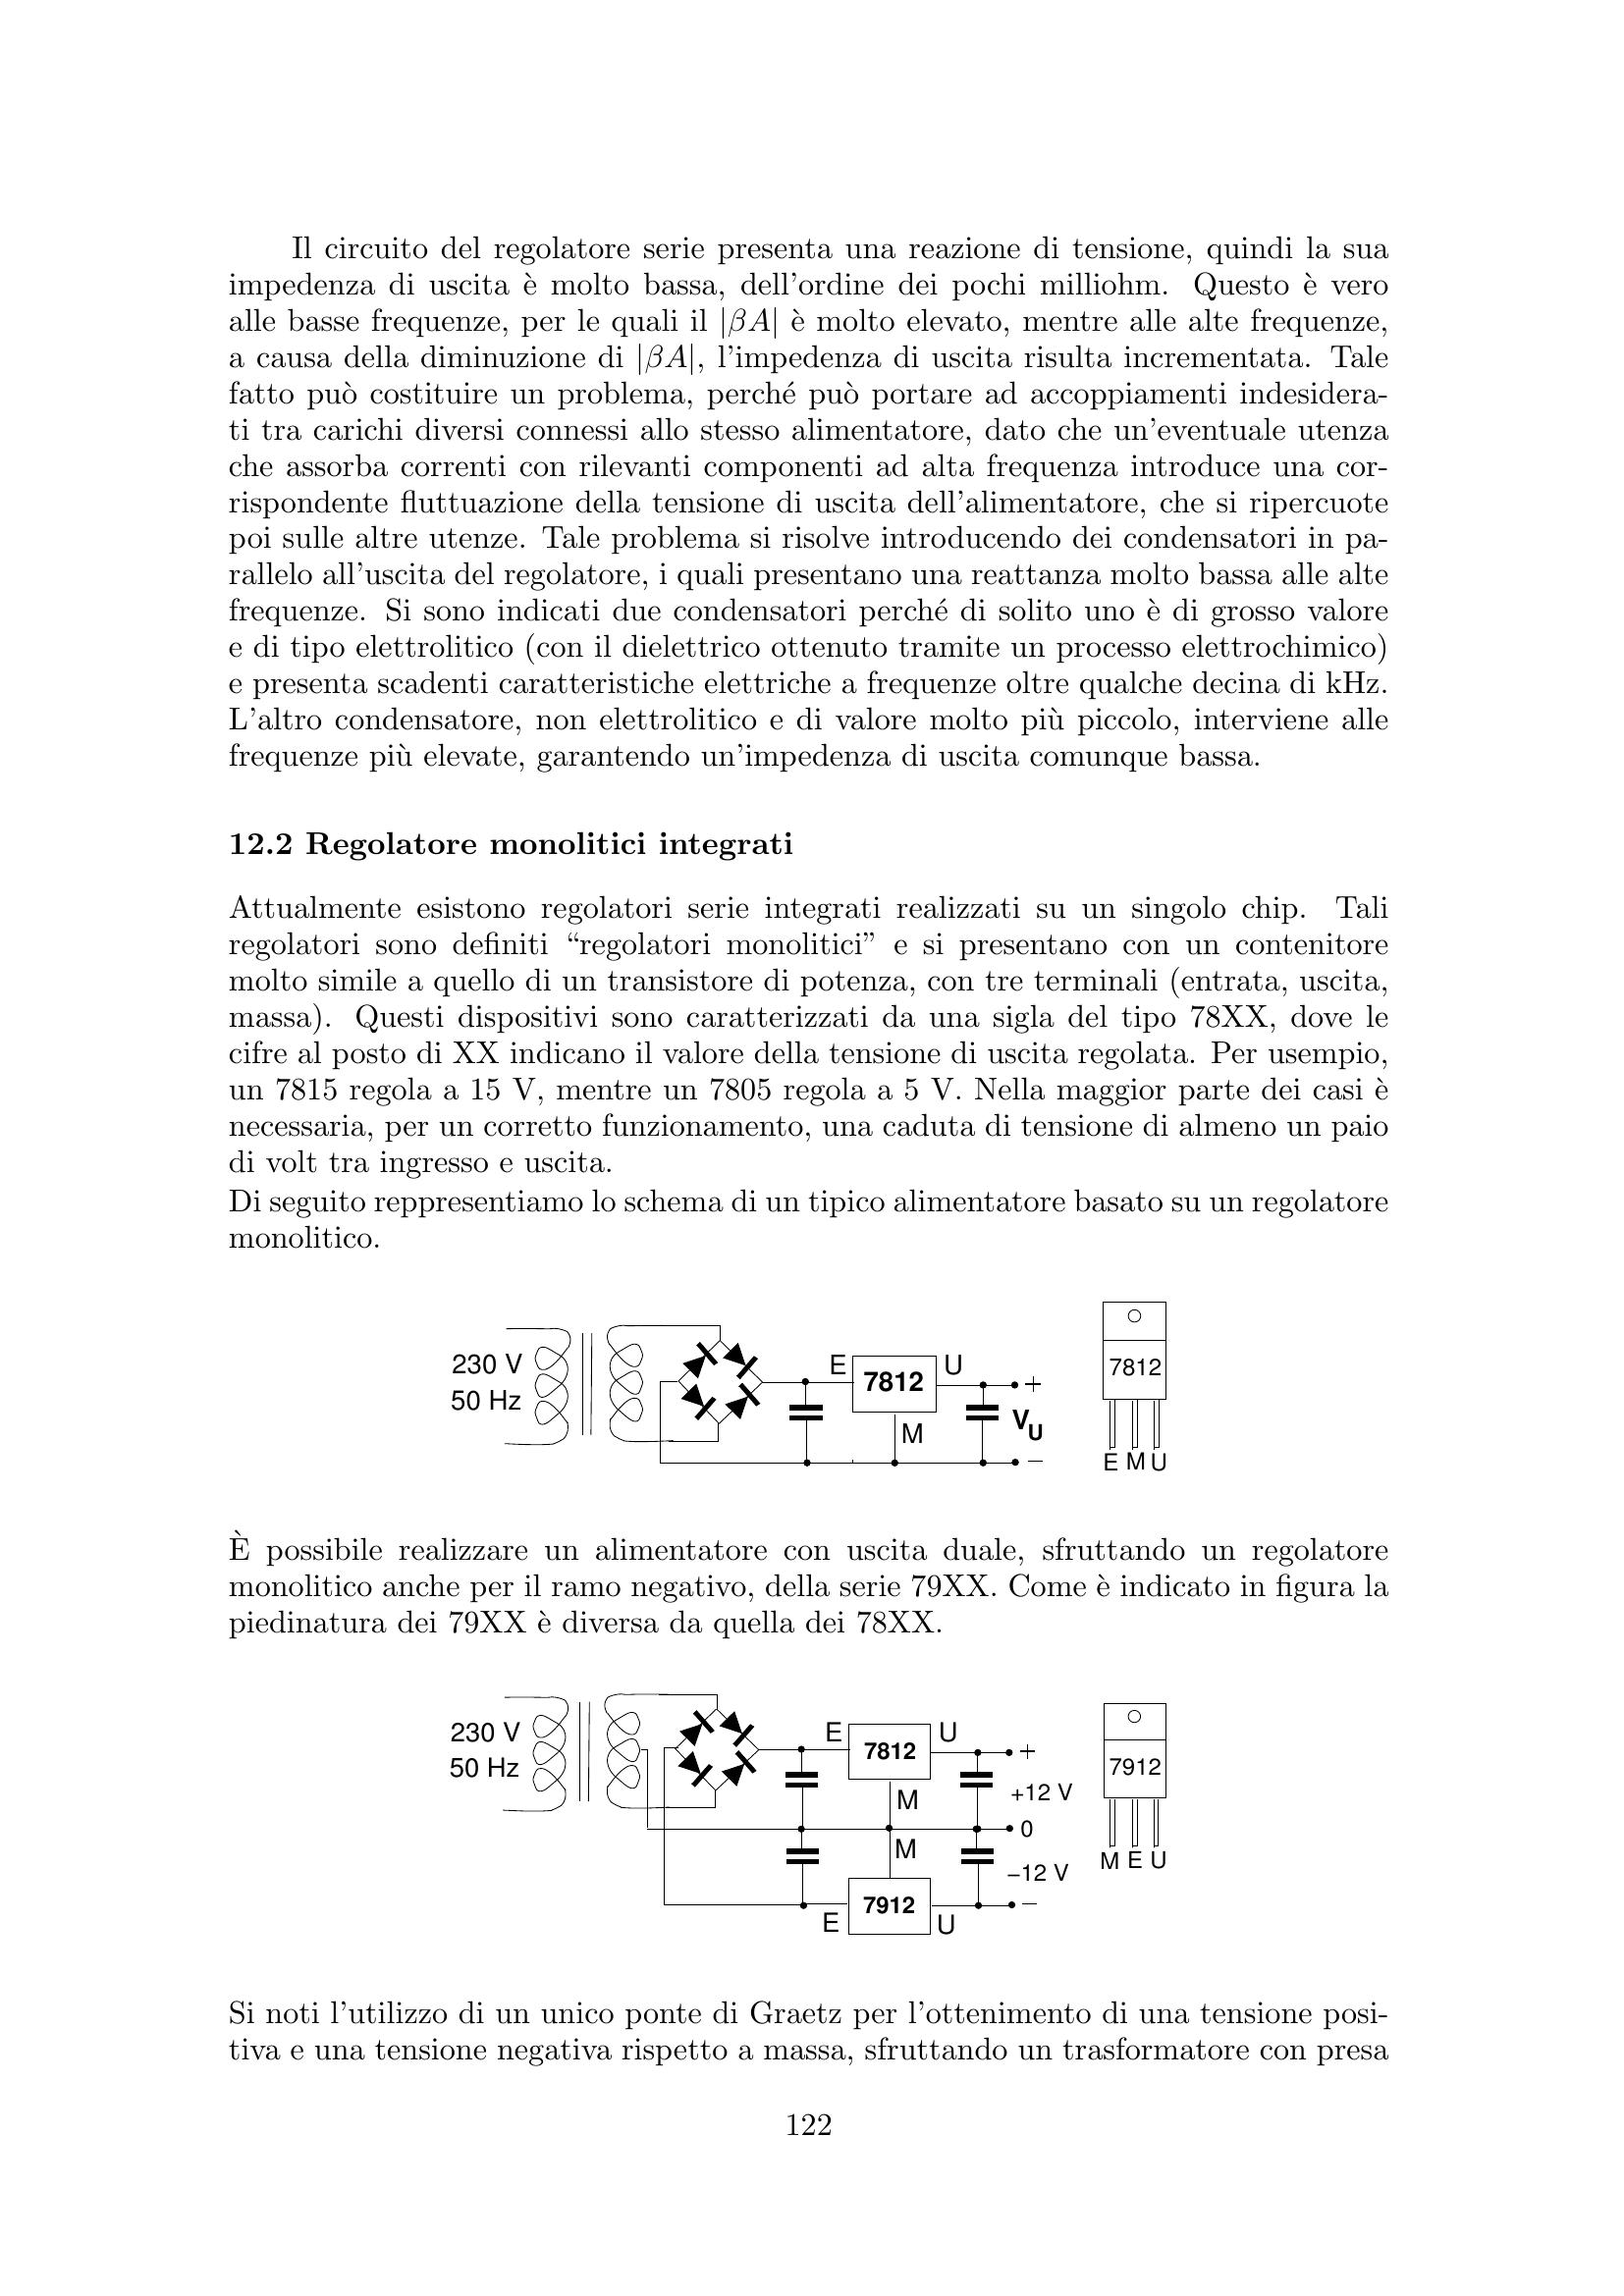 Il circuito del regolatore serie presenta una reazione di tensione, quindi la sua
impedenza di uscita è molto bassa, dell'ordine dei pochi milliohm. Questo è vero
alle basse frequenze, per le quali il |βA| è molto elevato, mentre alle alte frequenze,
a causa della diminuzione di |βA|, l'impedenza di uscita risulta incrementata. Tale
fatto può costituire un problema, perché può portare ad accoppiamenti indesidera-
ti tra carichi diversi connessi allo stesso alimentatore, dato che un'eventuale utenza
che assorba correnti con rilevanti componenti ad alta frequenza introduce una cor-
rispondente fluttuazione della tensione di uscita dell'alimentatore, che si ripercuote
poi sulle altre utenze. Tale problema si risolve introducendo dei condensatori in pa-
rallelo all'uscita del regolatore, i quali presentano una reattanza molto bassa alle alte
frequenze. Si sono indicati due condensatori perché di solito uno è di grosso valore
e di tipo elettrolitico (con il dielettrico ottenuto tramite un processo elettrochimico)
e presenta scadenti caratteristiche elettriche a frequenze oltre qualche decina di kHz.
L'altro condensatore, non elettrolitico e di valore molto più piccolo, interviene alle
frequenze più elevate, garantendo un'impedenza di uscita comunque bassa.
12.2 Regolatore monolitici integrati
Attualmente esistono regolatori serie integrati realizzati su un singolo chip. Tali
regolatori sono definiti “regolatori monolitici” e si presentano con un contenitore
molto simile a quello di un transistore di potenza, con tre terminali (entrata, uscita,
massa). Questi dispositivi sono caratterizzati da una sigla del tipo 78XX, dove le
cifre al posto di XX indicano il valore della tensione di uscita regolata. Per usempio,
un 7815 regola a 15 V, mentre un 7805 regola a 5 V. Nella maggior parte dei casi è
necessaria, per un corretto funzionamento, una caduta di tensione di almeno un paio
di volt tra ingresso e uscita.
Di seguito reppresentiamo lo schema di un tipico alimentatore basato su un regolatore
monolitico.
230 V
50 Hz
E
7812
U
M
+
V_U
−
7812
E M U
È possibile realizzare un alimentatore con uscita duale, sfruttando un regolatore
monolitico anche per il ramo negativo, della serie 79XX. Come è indicato in figura la
piedinatura dei 79XX è diversa da quella dei 78XX.
230 V
50 Hz
E
7812
U
M
+
+12 V
0
M
−12 V
7912
E
U
−
7912
M E U
Si noti l'utilizzo di un unico ponte di Graetz per l'ottenimento di una tensione posi-
tiva e una tensione negativa rispetto a massa, sfruttando un trasformatore con presa
122